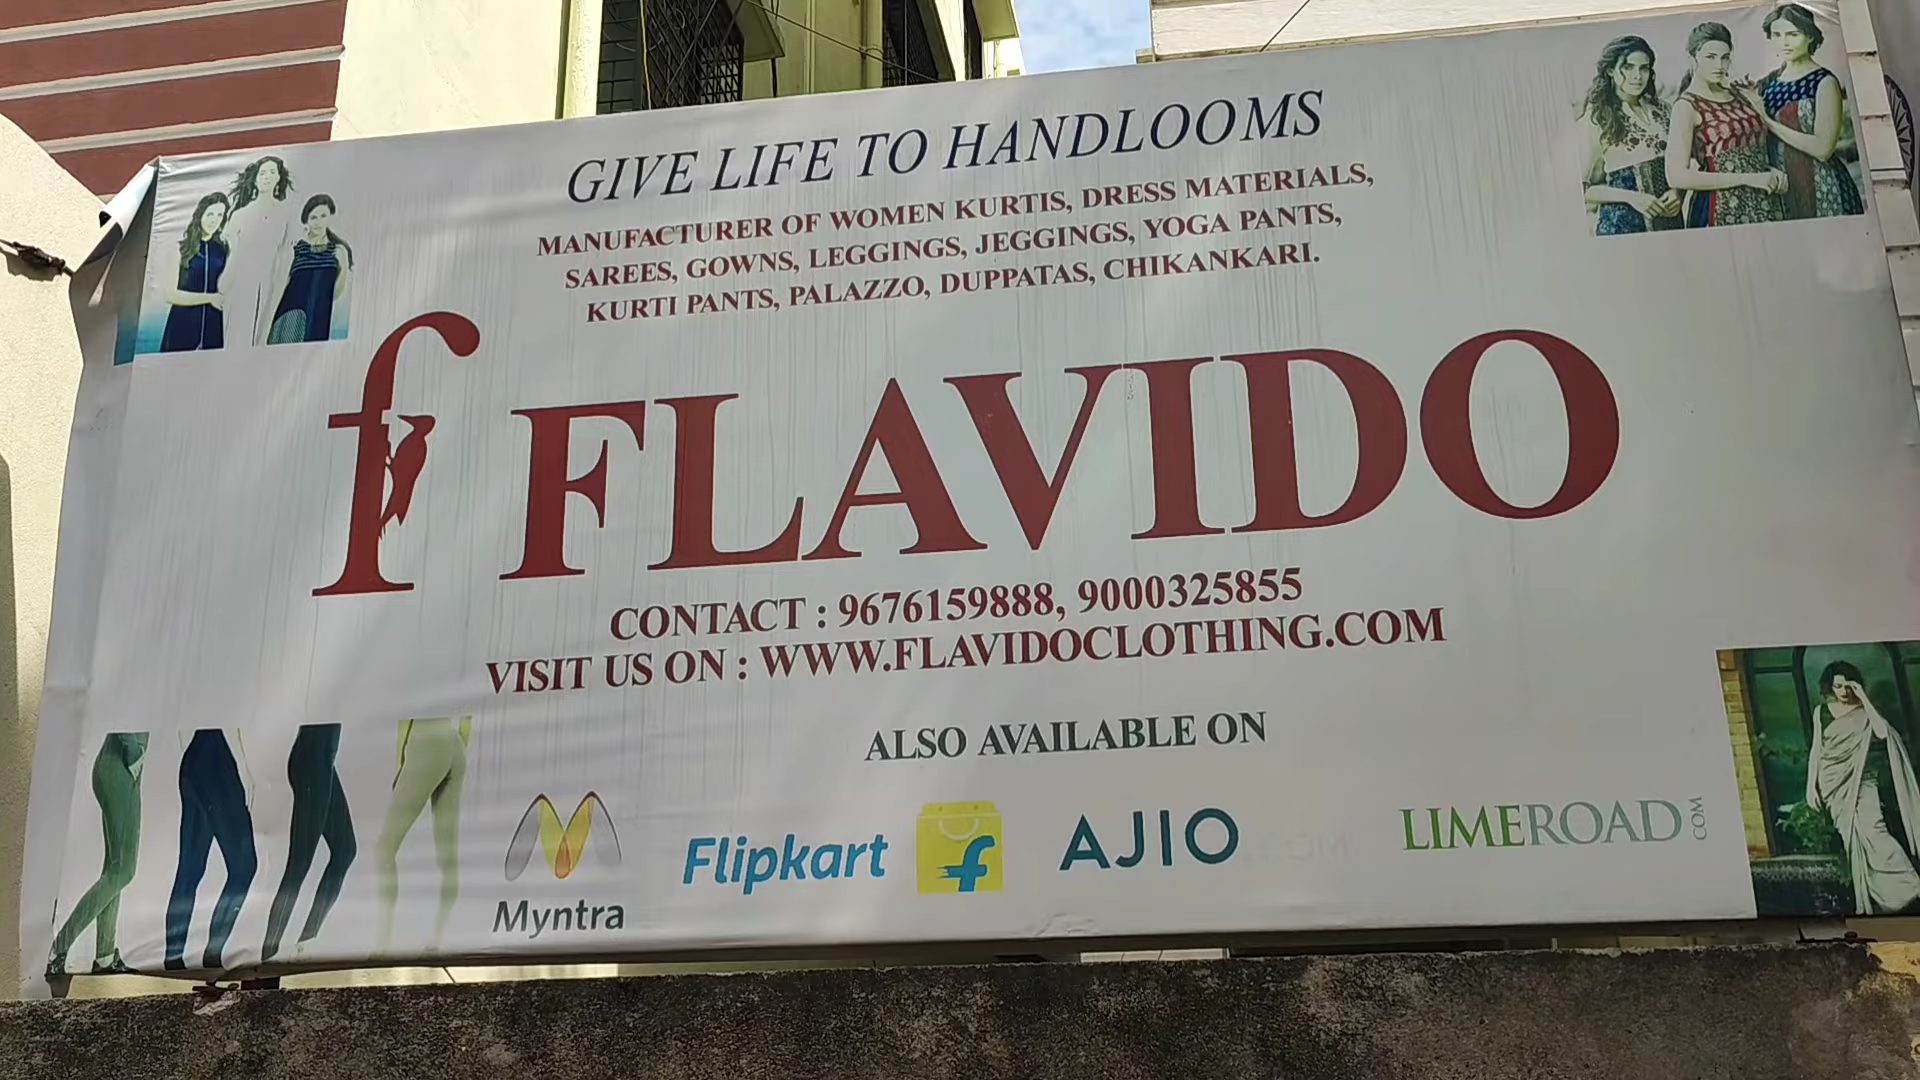 GIVE LIFE TO HANDLOOMS
MANUFACTURER OF WOMEN KURTIS, DRESS MATERIALS,
SAREES, GOWNS, LEGGINGS, JEGGINGS, YOGA PANTS,
KURTI PANTS, PALAZZO, DUPPATAS, CHIKANKARI.
f FLAVIDO
CONTACT : 9676159888, 9000325855
VISIT US ON : WWW.FLAVIDOCLOTHING.COM
ALSO AVAILABLE ON
Myntra
Flipkart f
AJIO
LIMEROAD.COM